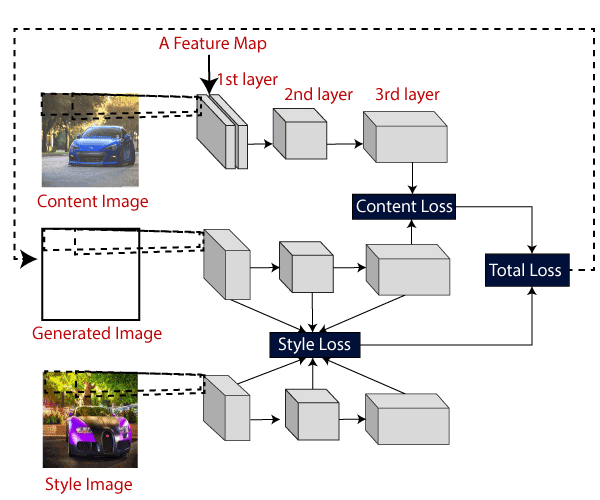 A Feature Map
1st layer
2nd layer
3rd layer
Content Image
Content Loss
Total Loss
Generated Image
Style Loss
Style Image